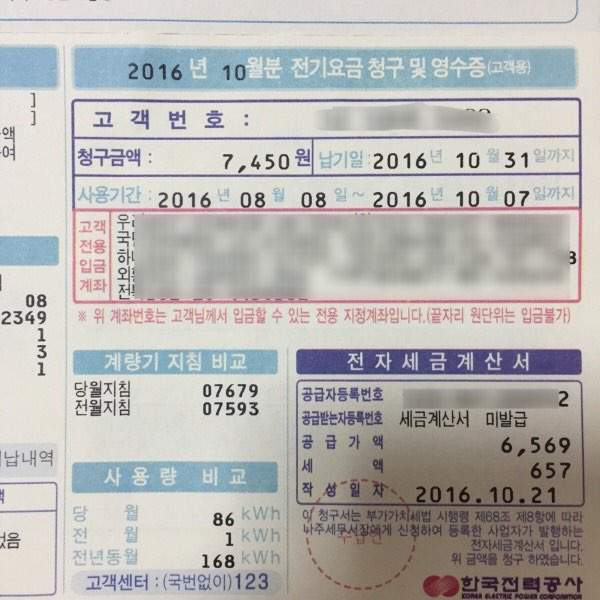 2016 년 10월분 전기요금 청구 및 영수증(고객용)
]
]
액
여
고 객 번 호 :
청구금액 : 7,450 원 납기일 : 2016 년 10 월 31 일까지
사용기간 : 2016 년 08 월 08 일 ~ 2016 년 10 월 07 일까지
고객
전용
입금
계좌
우리
국민
하나
외환
※ 위 계좌번호는 고객님께서 입금할 수 있는 전용 지정계좌입니다.(끝자리 원단위는 입금불가)
08
2349
1
3
1
계량기 지침 비교
당월지침 07679
전월지침 07593
전 자 세 금 계 산 서
공급자등록번호 2
공급받는자등록번호 세금계산서 미발급
공 급 가 액 6,569
세 액 657
작 성 일 자 2016.10.21
납내역
사 용 량 비 교
당 월 86 kWh
전 월 1 kWh
전년동월 168 kWh
고객센터 : (국번없이)123
액
없음
이 청구서는 부가가치세법 시행령 제68조 제8항에 따라
나주세무서장에게 신청하여 등록한 사업자가 발행하는
전자세금계산서 입니다.
위 금액을 청구 하였습니다.
수납인
한국전력공사
KOREA ELECTRIC POWER CORPORATION